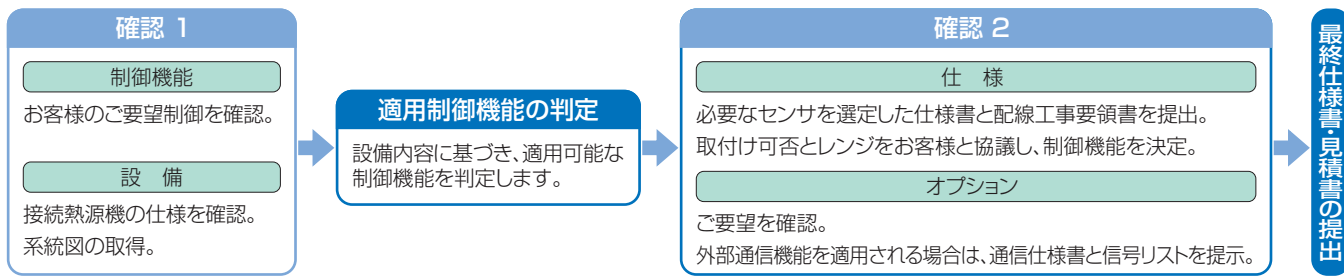 確認 1
制御機能
お客様のご要望制御を確認。
設 備
接続熱源機の仕様を確認。
系統図の取得。
適用制御機能の判定
設備内容に基づき、適用可能な
制御機能を判定します。
確認 2
仕 様
必要なセンサを選定した仕様書と配線工事要領書を提出。
取付け可否とレンジをお客様と協議し、制御機能を決定。
オプション
ご要望を確認。
外部通信機能を適用される場合は、通信仕様書と信号リストを提示。
最終仕様書・見積書の提出